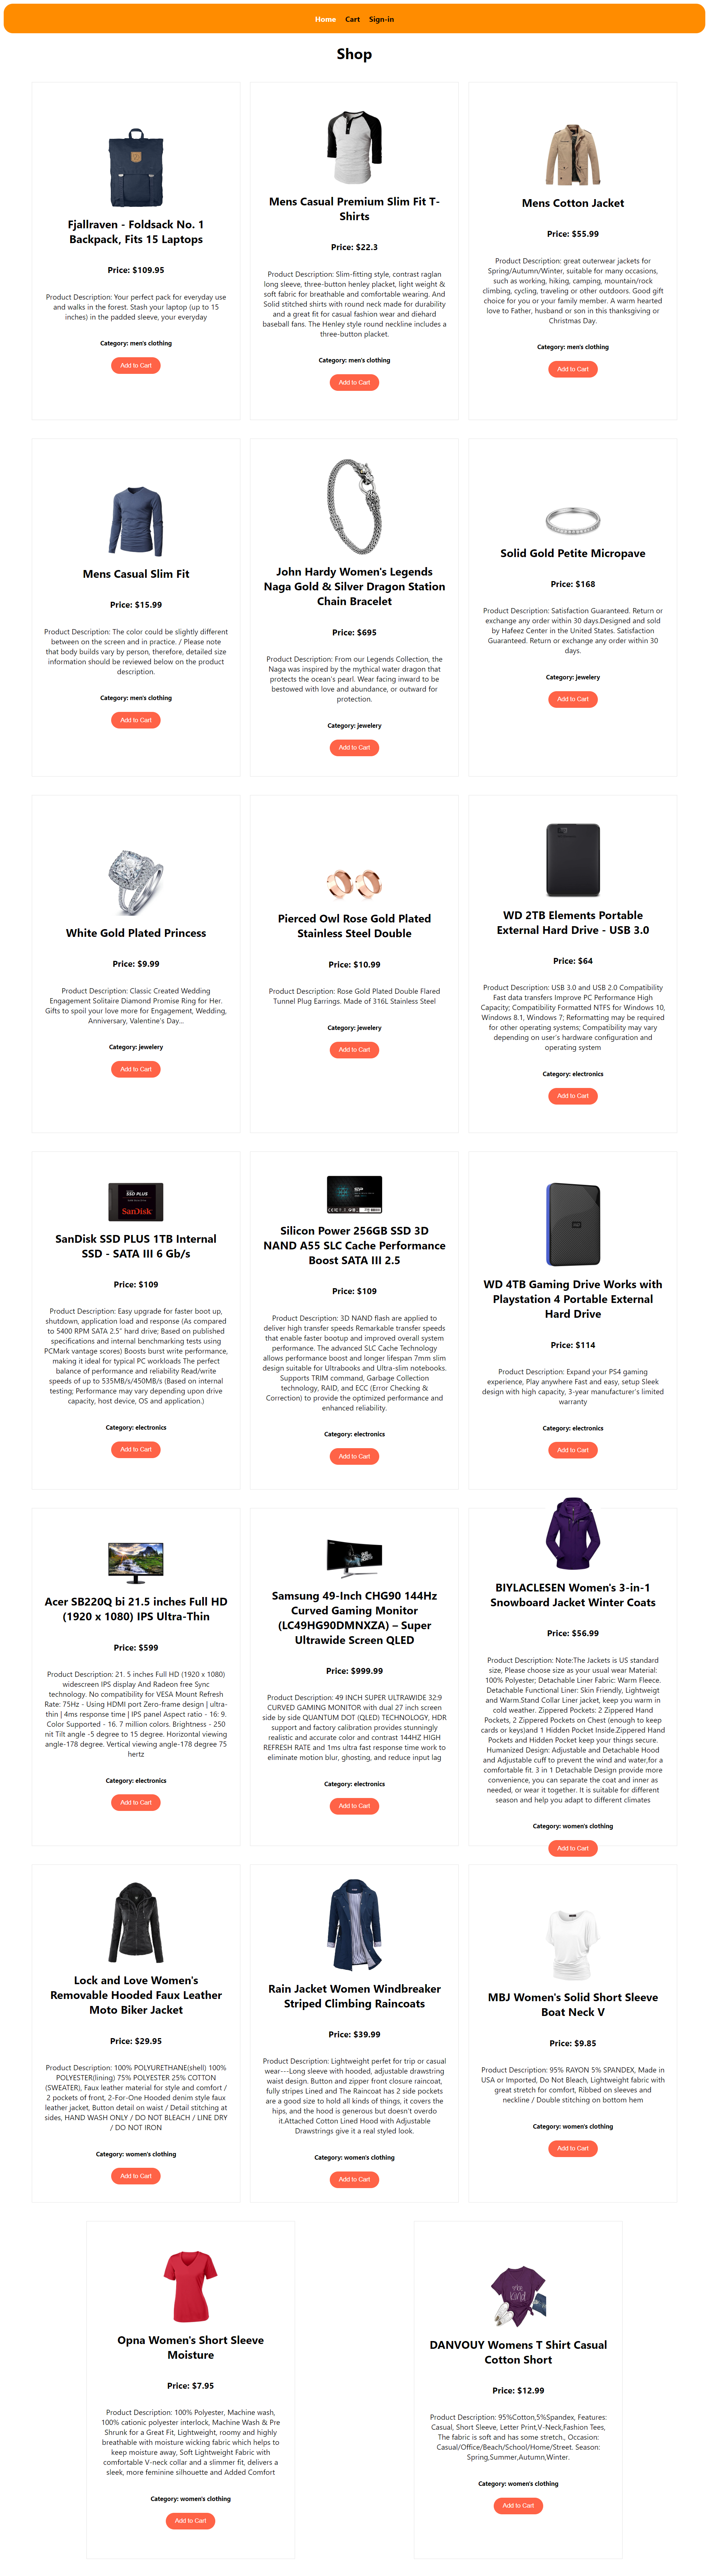 Home Cart Sign-in
Shop
Fjallraven - Foldsack No. 1
Backpack, Fits 15 Laptops
Price: $109.95
Product Description: Your perfect pack for everyday use
and walks in the forest. Stash your laptop (up to 15
inches) in the padded sleeve, your everyday
Category: men's clothing
Add to Cart
Mens Casual Premium Slim Fit T-
Shirts
Price: $22.3
Product Description: Slim-fitting style, contrast raglan
long sleeve, three-button henley placket, light weight &
soft fabric for breathable and comfortable wearing. And
Solid stitched shirts with round neck made for durability
and a great fit for casual fashion wear and diehard
baseball fans. The Henley style round neckline includes a
three-button placket.
Category: men's clothing
Add to Cart
Mens Cotton Jacket
Price: $55.99
Product Description: great outerwear jackets for
Spring/Autumn/Winter, suitable for many occasions,
such as working, hiking, camping, mountain/rock
climbing, cycling, traveling or other outdoors. Good gift
choice for you or your family member. A warm hearted
love to Father, husband or son in this thanksgiving or
Christmas Day.
Category: men's clothing
Add to Cart
Mens Casual Slim Fit
Price: $15.99
Product Description: The color could be slightly different
between on the screen and in practice. / Please note
that body builds vary by person, therefore, detailed size
information should be reviewed below on the product
description.
Category: men's clothing
Add to Cart
John Hardy Women's Legends
Naga Gold & Silver Dragon Station
Chain Bracelet
Price: $695
Product Description: From our Legends Collection, the
Naga was inspired by the mythical water dragon that
protects the ocean's pearl. Wear facing inward to be
bestowed with love and abundance, or outward for
protection.
Category: jewelery
Add to Cart
Solid Gold Petite Micropave
Price: $168
Product Description: Satisfaction Guaranteed. Return or
exchange any order within 30 days.Designed and sold
by Hafeez Center in the United States. Satisfaction
Guaranteed. Return or exchange any order within 30
days.
Category: jewelery
Add to Cart
White Gold Plated Princess
Price: $9.99
Product Description: Classic Created Wedding
Engagement Solitaire Diamond Promise Ring for Her.
Gifts to spoil your love more for Engagement, Wedding,
Anniversary, Valentine's Day...
Category: jewelery
Add to Cart
Pierced Owl Rose Gold Plated
Stainless Steel Double
Price: $10.99
Product Description: Rose Gold Plated Double Flared
Tunnel Plug Earrings. Made of 316L Stainless Steel
Category: jewelery
Add to Cart
WD 2TB Elements Portable
External Hard Drive - USB 3.0
Price: $64
Product Description: USB 3.0 and USB 2.0 Compatibility
Fast data transfers Improve PC Performance High
Capacity; Compatibility Formatted NTFS for Windows 10,
Windows 8.1, Windows 7; Reformatting may be required
for other operating systems; Compatibility may vary
depending on user's hardware configuration and
operating system
Category: electronics
Add to Cart
SSD PLUS
SanDisk
SanDisk SSD PLUS 1TB Internal
SSD - SATA III 6 Gb/s
Price: $109
Product Description: Easy upgrade for faster boot up,
shutdown, application load and response (As compared
to 5400 RPM SATA 2.5" hard drive; Based on published
specifications and internal benchmarking tests using
PCMark vantage scores) Boosts burst write performance,
making it ideal for typical PC workloads The perfect
balance of performance and reliability Read/write
speeds of up to 535MB/s/450MB/s (Based on internal
testing; Performance may vary depending upon drive
capacity, host device, OS and application.)
Category: electronics
Add to Cart
SP
Silicon Power 256GB SSD 3D
NAND A55 SLC Cache Performance
Boost SATA III 2.5
Price: $109
Product Description: 3D NAND flash are applied to
deliver high transfer speeds Remarkable transfer speeds
that enable faster bootup and improved overall system
performance. The advanced SLC Cache Technology
allows performance boost and longer lifespan 7mm slim
design suitable for Ultrabooks and Ultra-slim notebooks.
Supports TRIM command, Garbage Collection
technology, RAID, and ECC (Error Checking &
Correction) to provide the optimized performance and
enhanced reliability.
Category: electronics
Add to Cart
WD
WD 4TB Gaming Drive Works with
Playstation 4 Portable External
Hard Drive
Price: $114
Product Description: Expand your PS4 gaming
experience, Play anywhere Fast and easy, setup Sleek
design with high capacity, 3-year manufacturer's limited
warranty
Category: electronics
Add to Cart
Acer SB220Q bi 21.5 inches Full HD
(1920 x 1080) IPS Ultra-Thin
Price: $599
Product Description: 21. 5 inches Full HD (1920 x 1080)
widescreen IPS display And Radeon free Sync
technology. No compatibility for VESA Mount Refresh
Rate: 75Hz - Using HDMI port Zero-frame design | ultra-
thin | 4ms response time | IPS panel Aspect ratio - 16: 9.
Color Supported - 16. 7 million colors. Brightness - 250
nit Tilt angle -5 degree to 15 degree. Horizontal viewing
angle-178 degree. Vertical viewing angle-178 degree 75
hertz
Category: electronics
Add to Cart
Samsung 49-Inch CHG90 144Hz
Curved Gaming Monitor
(LC49HG90DMNXZA) – Super
Ultrawide Screen QLED
Price: $999.99
Product Description: 49 INCH SUPER ULTRAWIDE 32:9
CURVED GAMING MONITOR with dual 27 inch screen
side by side QUANTUM DOT (QLED) TECHNOLOGY, HDR
support and factory calibration provides stunningly
realistic and accurate color and contrast 144HZ HIGH
REFRESH RATE and 1ms ultra fast response time work to
eliminate motion blur, ghosting, and reduce input lag
Category: electronics
Add to Cart
BIYLACLESEN Women's 3-in-1
Snowboard Jacket Winter Coats
Price: $56.99
Product Description: Note:The Jackets is US standard
size, Please choose size as your usual wear Material:
100% Polyester; Detachable Liner Fabric: Warm Fleece.
Detachable Functional Liner: Skin Friendly, Lightweigt
and Warm.Stand Collar Liner jacket, keep you warm in
cold weather. Zippered Pockets: 2 Zippered Hand
Pockets, 2 Zippered Pockets on Chest (enough to keep
cards or keys)and 1 Hidden Pocket Inside.Zippered Hand
Pockets and Hidden Pocket keep your things secure.
Humanized Design: Adjustable and Detachable Hood
and Adjustable cuff to prevent the wind and water,for a
comfortable fit. 3 in 1 Detachable Design provide more
convenience, you can separate the coat and inner as
needed, or wear it together. It is suitable for different
season and help you adapt to different climates
Category: women's clothing
Add to Cart
Lock and Love Women's
Removable Hooded Faux Leather
Moto Biker Jacket
Price: $29.95
Product Description: 100% POLYURETHANE(shell) 100%
POLYESTER(lining) 75% POLYESTER 25% COTTON
(SWEATER), Faux leather material for style and comfort /
2 pockets of front, 2-For-One Hooded denim style faux
leather jacket, Button detail on waist / Detail stitching at
sides, HAND WASH ONLY / DO NOT BLEACH / LINE DRY
/ DO NOT IRON
Category: women's clothing
Add to Cart
Rain Jacket Women Windbreaker
Striped Climbing Raincoats
Price: $39.99
Product Description: Lightweight perfet for trip or casual
wear---Long sleeve with hooded, adjustable drawstring
waist design. Button and zipper front closure raincoat,
fully stripes Lined and The Raincoat has 2 side pockets
are a good size to hold all kinds of things, it covers the
hips, and the hood is generous but doesn't overdo
it.Attached Cotton Lined Hood with Adjustable
Drawstrings give it a real styled look.
Category: women's clothing
Add to Cart
MBJ Women's Solid Short Sleeve
Boat Neck V
Price: $9.85
Product Description: 95% RAYON 5% SPANDEX, Made in
USA or Imported, Do Not Bleach, Lightweight fabric with
great stretch for comfort, Ribbed on sleeves and
neckline / Double stitching on bottom hem
Category: women's clothing
Add to Cart
Opna Women's Short Sleeve
Moisture
Price: $7.95
Product Description: 100% Polyester, Machine wash,
100% cationic polyester interlock, Machine Wash & Pre
Shrunk for a Great Fit, Lightweight, roomy and highly
breathable with moisture wicking fabric which helps to
keep moisture away, Soft Lightweight Fabric with
comfortable V-neck collar and a slimmer fit, delivers a
sleek, more feminine silhouette and Added Comfort
Category: women's clothing
Add to Cart
kind
DANVOUY Womens T Shirt Casual
Cotton Short
Price: $12.99
Product Description: 95%Cotton,5%Spandex, Features:
Casual, Short Sleeve, Letter Print,V-Neck,Fashion Tees,
The fabric is soft and has some stretch., Occasion:
Casual/Office/Beach/School/Home/Street. Season:
Spring,Summer,Autumn,Winter.
Category: women's clothing
Add to Cart